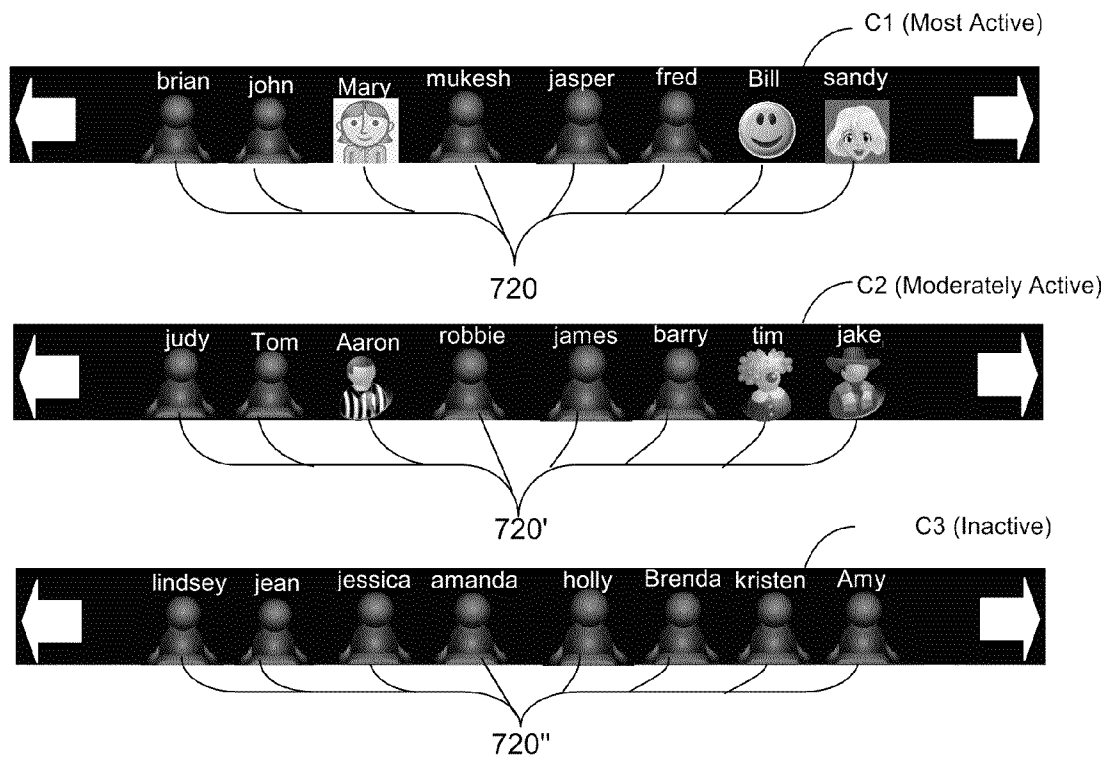 C1 (Most Active)
brian john Mary mukesh jasper fred Bill sandy
720
C2 (Moderately Active)
judy Tom Aaron robbie james barry tim jake
720'
C3 (Inactive)
lindsey jean jessica amanda holly Brenda kristen Amy
720"